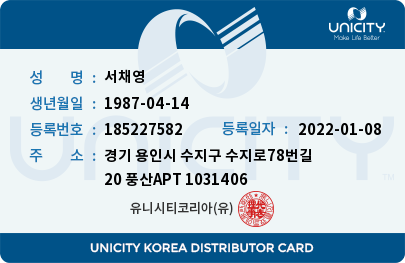 UNICITY
Make Life Better
성 명 : 서채영
생년월일 : 1987-04-14
등록번호 : 185227582 등록일자 : 2022-01-08
주 소 : 경기 용인시 수지구 수지로78번길
20 풍산APT 1031406
UNICITY
유니시티코리아(유)
UNICITY KOREA DISTRIBUTOR CARD